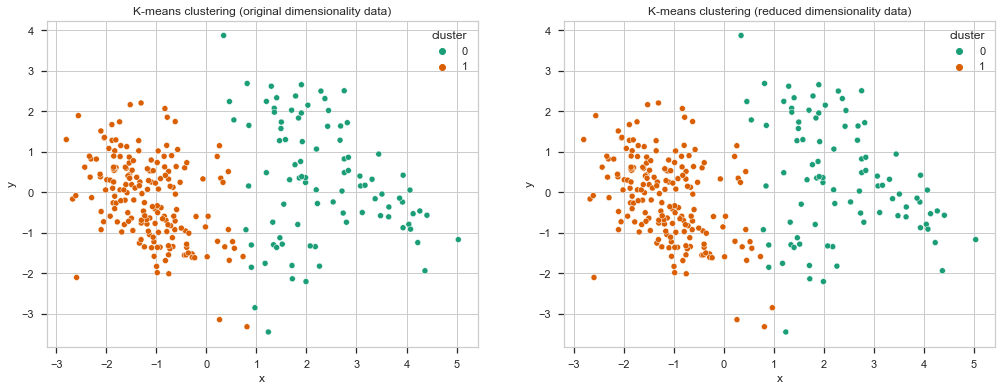 K-means clustering (original dimensionality data)
cluster
0
1
4
3
2
1
0
−1
−2
−3
y
−3 −2 −1 0 1 2 3 4 5
x
K-means clustering (reduced dimensionality data)
cluster
0
1
4
3
2
1
0
−1
−2
−3
y
−3 −2 −1 0 1 2 3 4 5
x